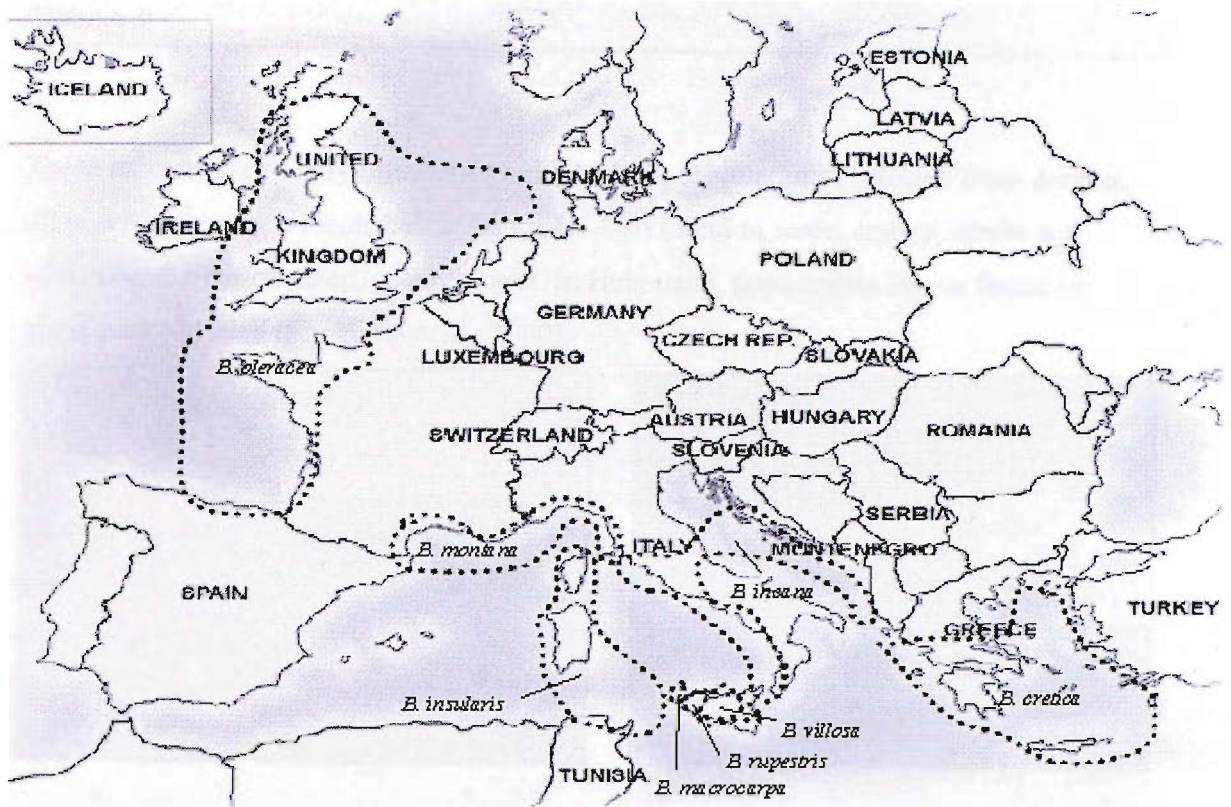 ICELAND
ESTONIA
LATVIA
LITHUANIA
UNITED
DENMARK
IRELAND
KINGDOM
POLAND
GERMANY
CZECH REP.
SLOVAKIA
LUXEMBOURG
B. oleracea
AUSTRIA
HUNGARY
SWITZERLAND
ROMANIA
SLOVENIA
SERBIA
B. montana
ITALY
MONTENEGRO
SPAIN
B. incana
TURKEY
GREECE
B. insularis
B. cretica
B villosa
B rupestris
TUNISIA
B. macrocarpa